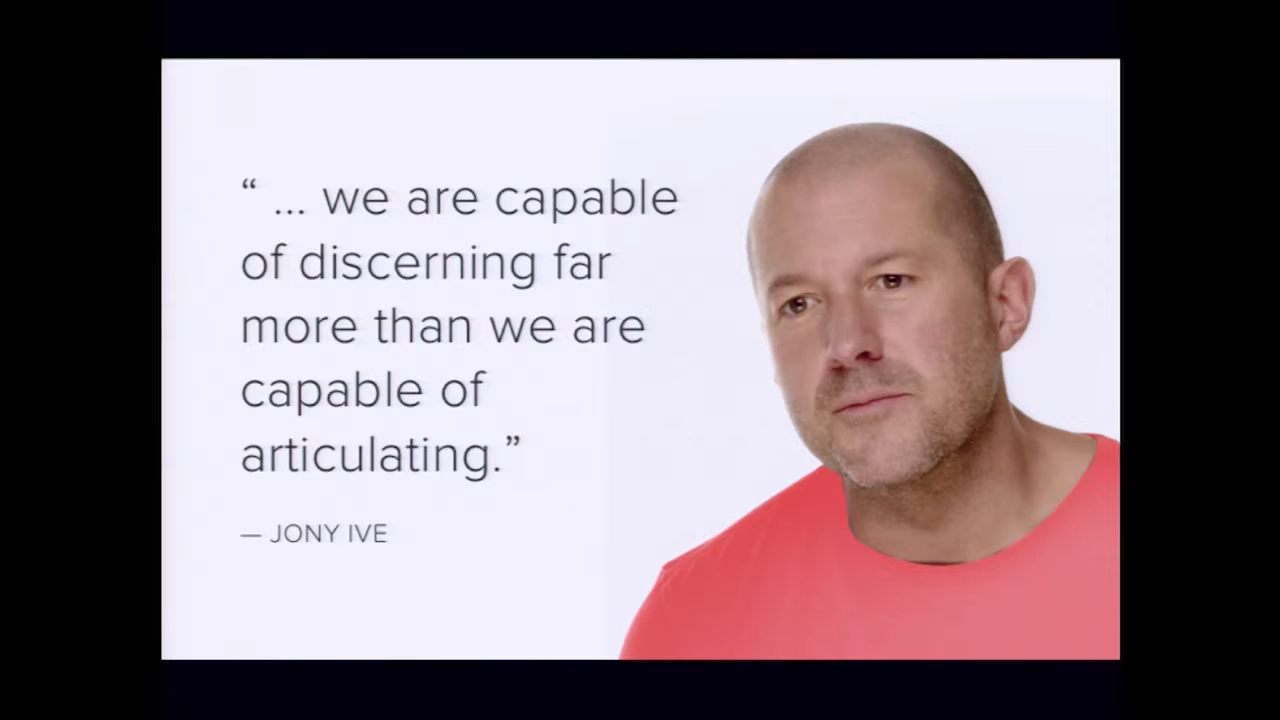 “ ... we are capable
of discerning far
more than we are
capable of
articulating.”
— JONY IVE